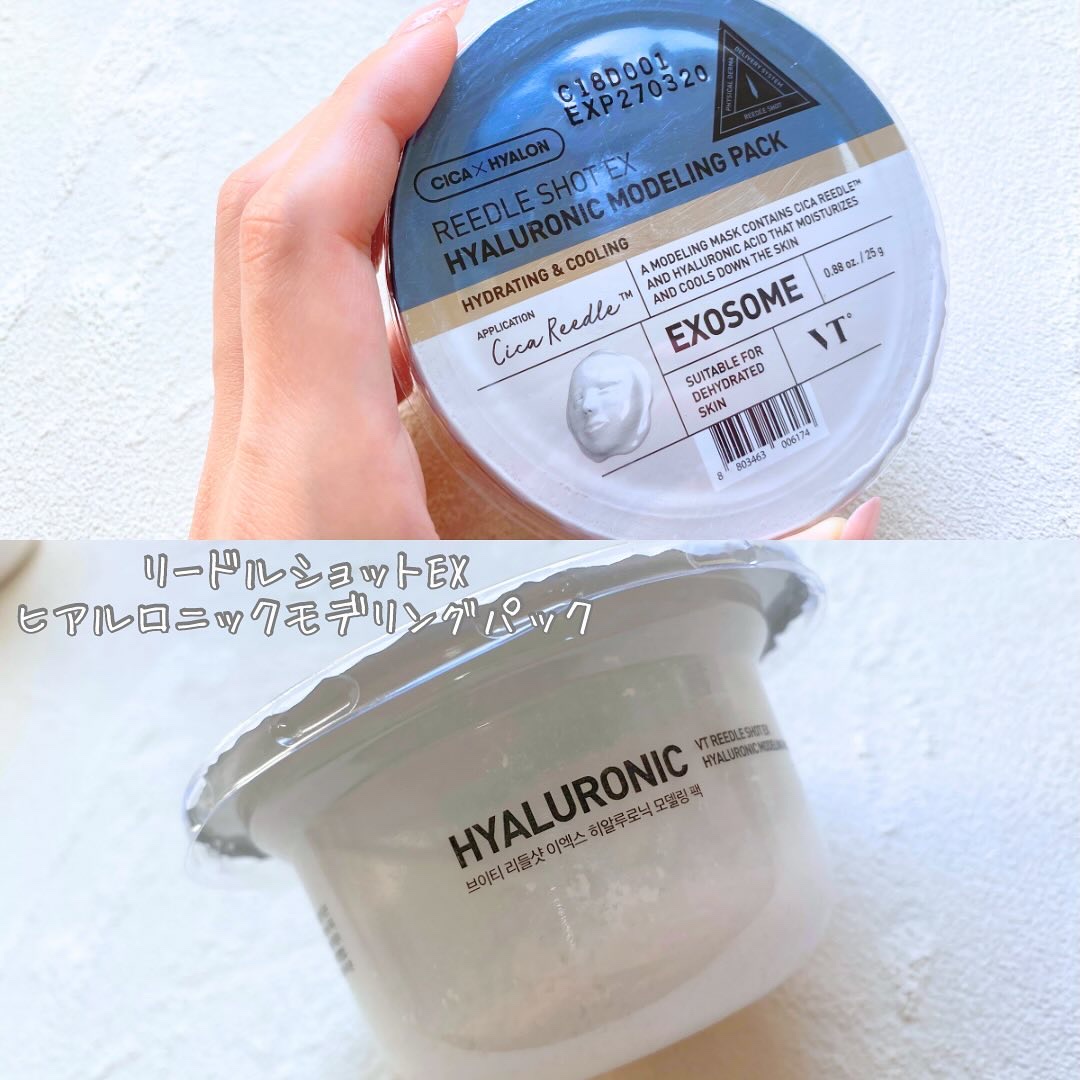 C18D001
EXP270320
CICA×HYALON
REEDLE SHOT EX
HYALURONIC MODELING PACK
PHYSICAL DERMA
DELIVERY SYSTEM
REEDLE SHOT
HYDRATING & COOLING
APPLICATION
Cica Reedle™
A MODELING MASK CONTAINS CICA REEDLE™
AND HYALURONIC ACID THAT MOISTURIZES
AND COOLS DOWN THE SKIN
EXOSOME
0.88 oz. / 25 g
SUITABLE FOR
DEHYDRATED
SKIN
VT
8 803463 006174
リードルショットEX
ヒアルロニックモデリングパック
HYALURONIC
브이티 리들샷 이엑스 히알루로닉 모델링 팩
VT REEDLE SHOT EX
HYALURONIC MODELING